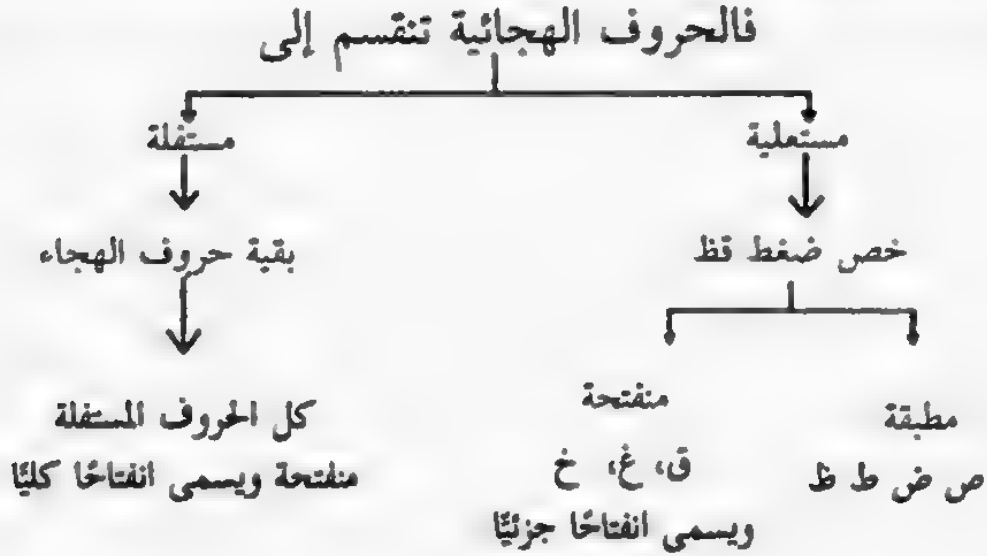 فالحروف الهجائية تنقسم إلى
مستعلية
مستفلة
خص ضغط قظ
بقية حروف الهجاء
مطبقة
ص ض ط ظ
منفتحة
ق، غ، خ
ويسمى انفتاحًا جزئيًا
كل الحروف المستفلة
منفتحة ويسمى انفتاحًا كليًا